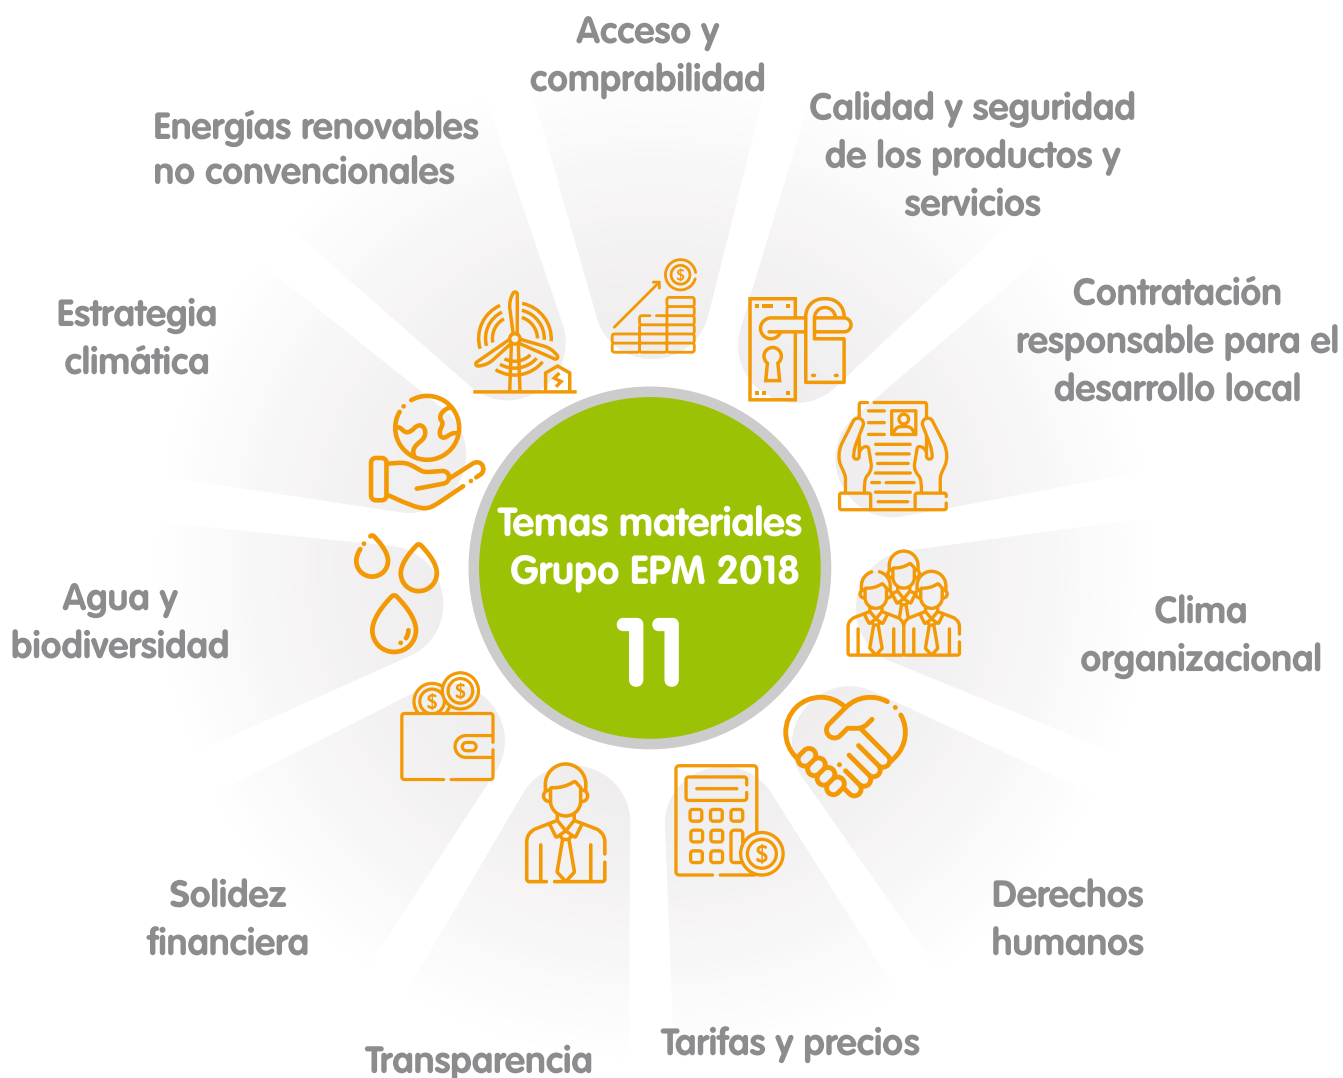 Acceso y
comprabilidad
Calidad y seguridad
de los productos y
servicios
Contratación
responsable para el
desarrollo local
Clima
organizacional
Derechos
humanos
Tarifas y precios
Transparencia
Solidez
financiera
Agua y
biodiversidad
Estrategia
climática
Energías renovables
no convencionales
Temas materiales
Grupo EPM 2018
11